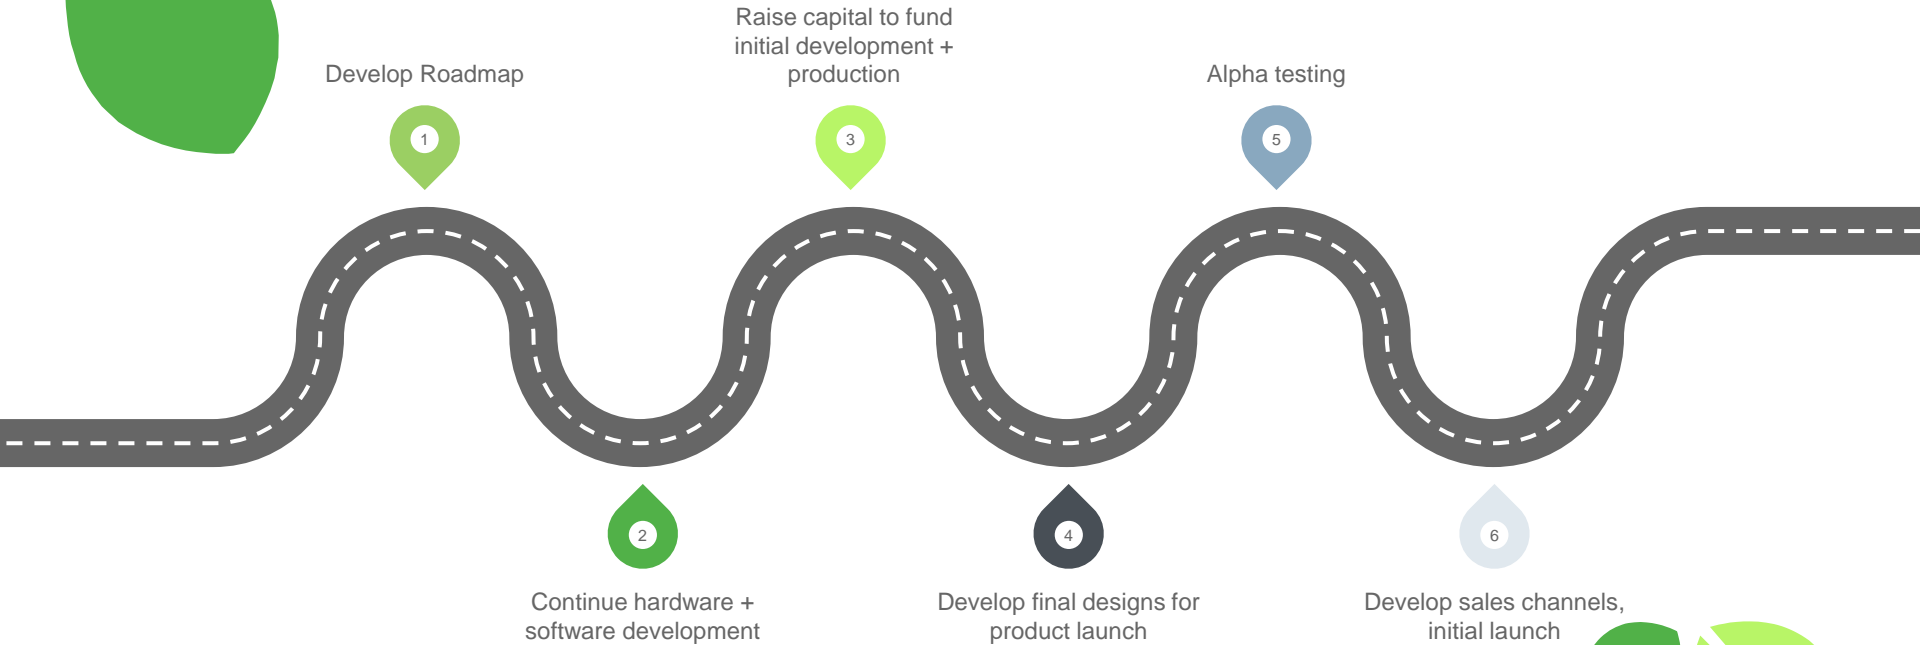 Develop Roadmap
1
Continue hardware +
software development
2
Raise capital to fund
initial development +
production
3
Develop final designs for
product launch
4
Alpha testing
5
Develop sales channels,
initial launch
6